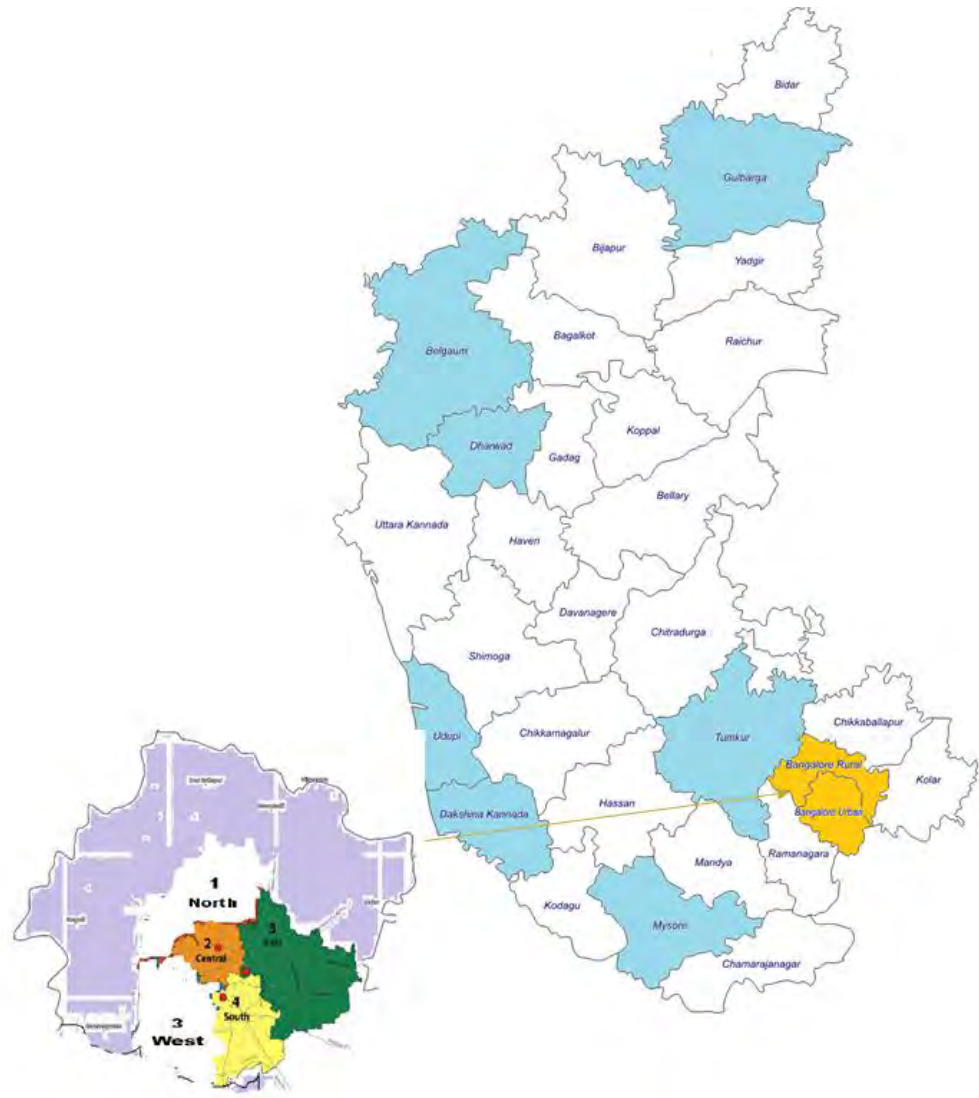 Bidar
Gulbarga
Bijapur
Yadgir
Belgaum
Bagalkot
Raichur
Dharwad
Gadag
Koppal
Bellary
Uttara Kannada
Haveri
Davanagere
Chitradurga
Shimoga
Udupi
Chikkamagalur
Tumkur
Chikkaballapur
Bangalore Rural
Kolar
Hassan
Dakshina Kannada
Bangalore Urban
Mandya
Ramanagara
Kodagu
Mysore
Chamarajanagar
1
North
2
Central
4
South
3
West